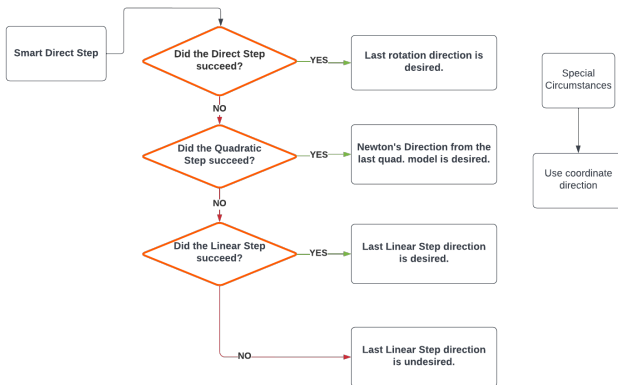 Smart Direct Step
Did the Direct Step
succeed?
YES
Last rotation direction is
desired.
NO
Did the Quadratic
Step succeed?
YES
Newton's Direction from the
last quad. model is desired.
NO
Did the Linear Step
succeed?
YES
Last Linear Step direction
is desired.
NO
Last Linear Step direction
is undesired.
Special
Circumstances
Use coordinate
direction